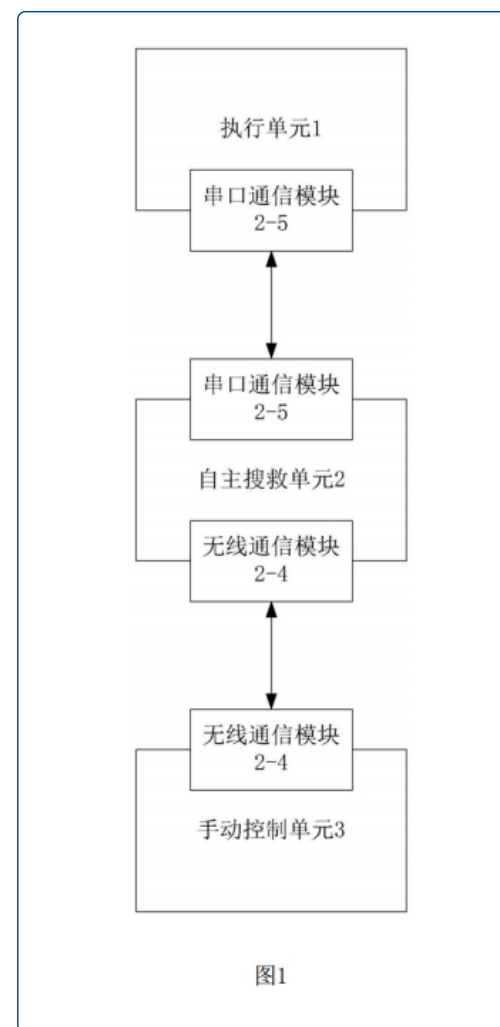 执行单元1
串口通信模块
2-5
串口通信模块
2-5
自主搜救单元2
无线通信模块
2-4
无线通信模块
2-4
手动控制单元3
图1